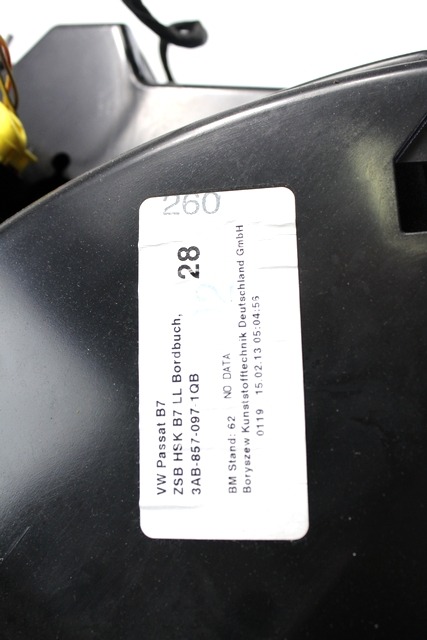 260
28
VW Passat B7
ZSB HSK B7 LL Bordbuch,
3AB-857-097 1QB
BM Stand: 62 NO DATA
Boryszew Kunststofftechnik Deutschland GmbH
0119 15.02.13 05:04:56